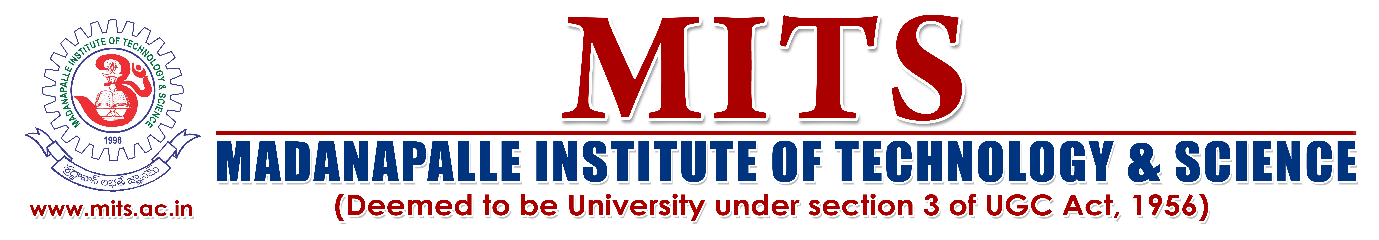 MITS
MADANAPALLE INSTITUTE OF TECHNOLOGY & SCIENCE
(Deemed to be University under section 3 of UGC Act, 1956)
MADANAPALLE INSTITUTE OF TECHNOLOGY & SCIENCE
1998
www.mits.ac.in